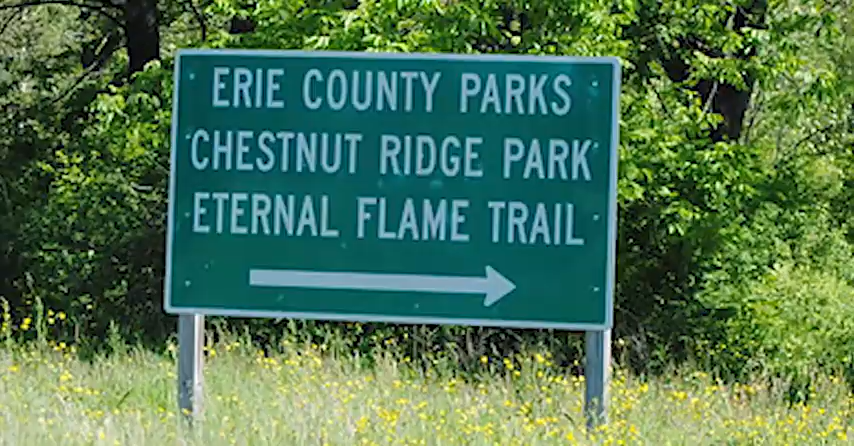 ERIE COUNTY PARKS
CHESTNUT RIDGE PARK
ETERNAL FLAME TRAIL